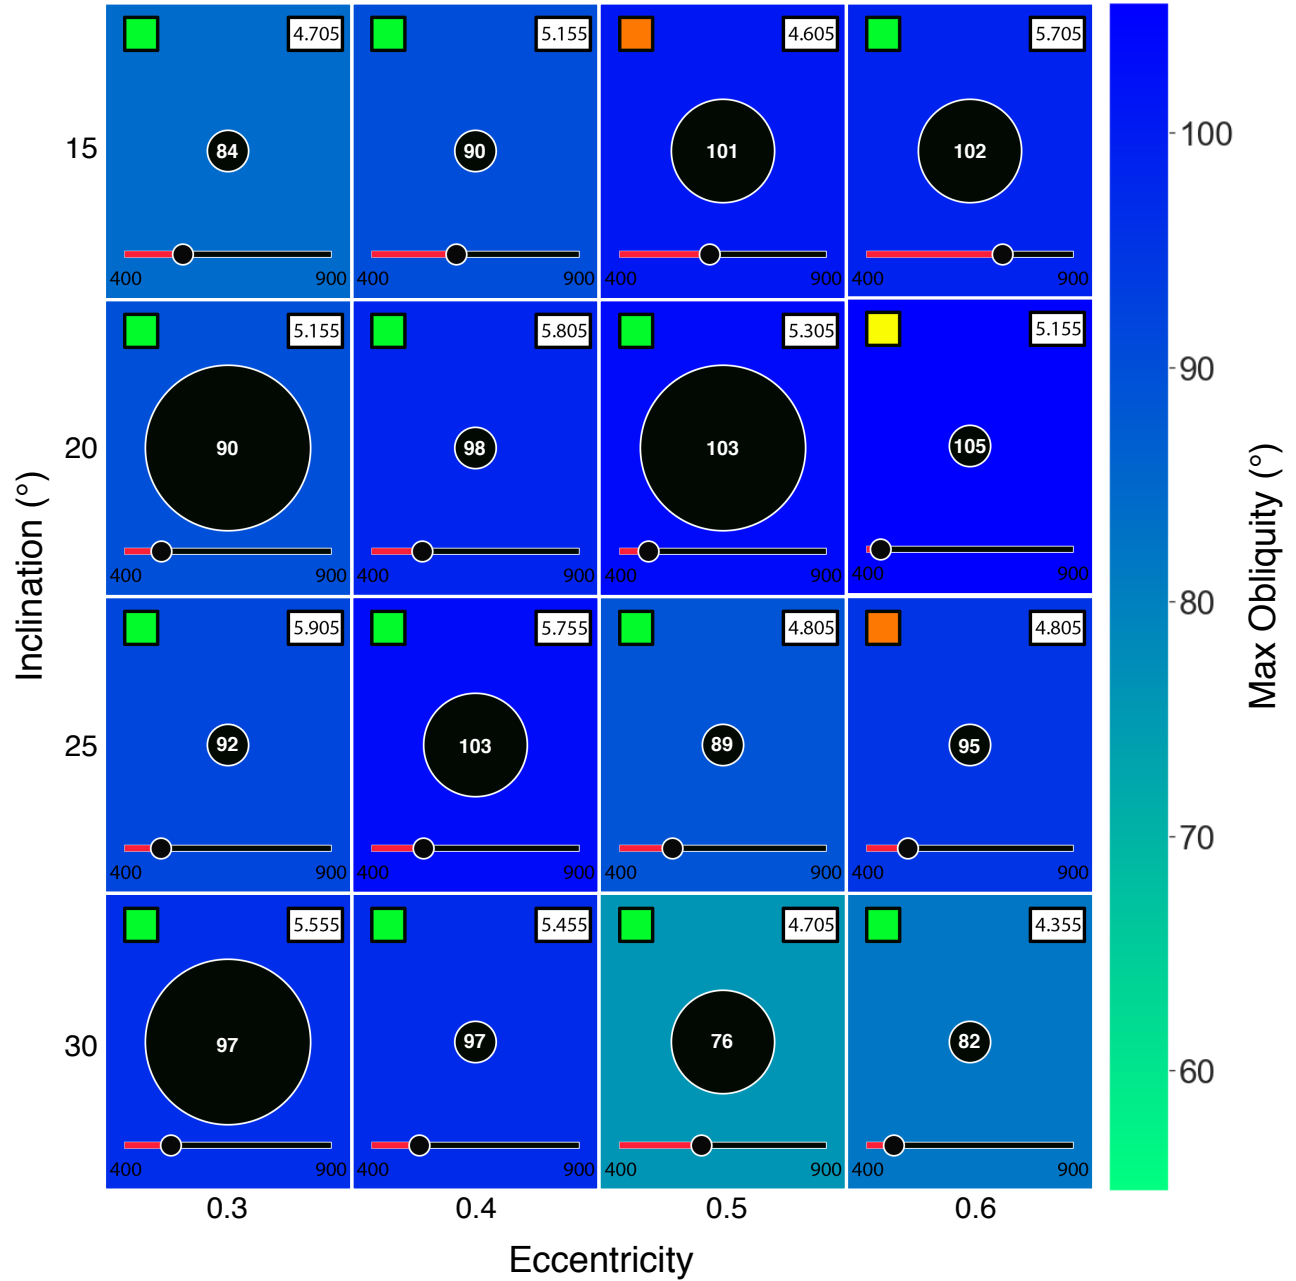 4.705 5.155 4.605 5.705
15 84 90 101 102
400 900 400 900 400 900 400 900
5.155 5.805 5.305 5.155
20 90 98 103 105
400 900 400 900 400 900 400 900
5.905 5.755 4.805 4.805
25 92 103 89 95
400 900 400 900 400 900 400 900
5.555 5.455 4.705 4.355
30 97 97 76 82
400 900 400 900 400 900 400 900
0.3 0.4 0.5 0.6
Eccentricity
Inclination (°)
100
90
80
70
60
Max Obliquity (°)